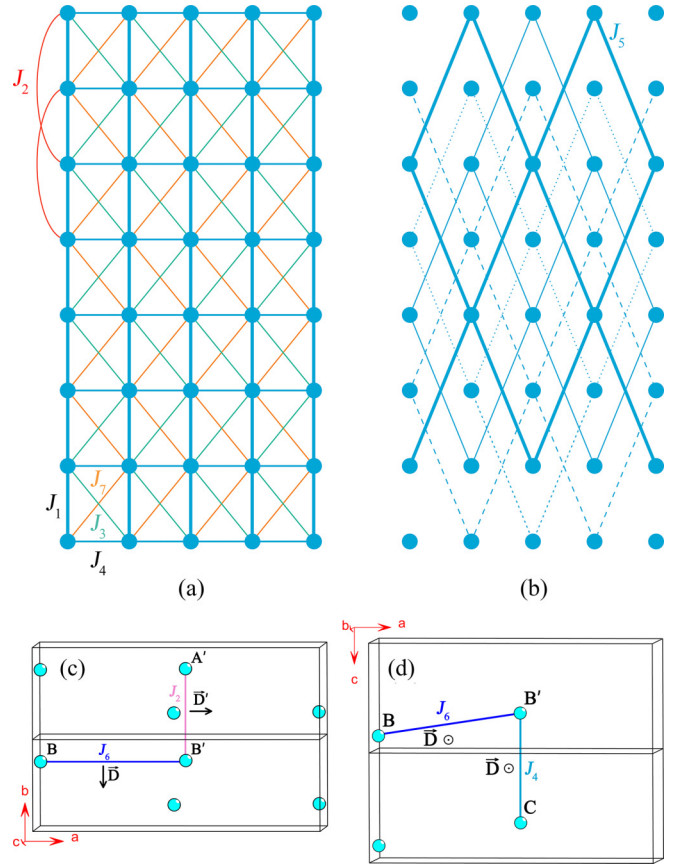 J₂
J₅
J₇
J₁
J₃
J₄
(a)
(b)
(c)
A'
J₂
D⃗'
B
J₆
B'
D⃗
b
c
a
b
a
c
(d)
B'
B
J₆
D⃗ ⊙
D⃗ ⊙
J₄
C